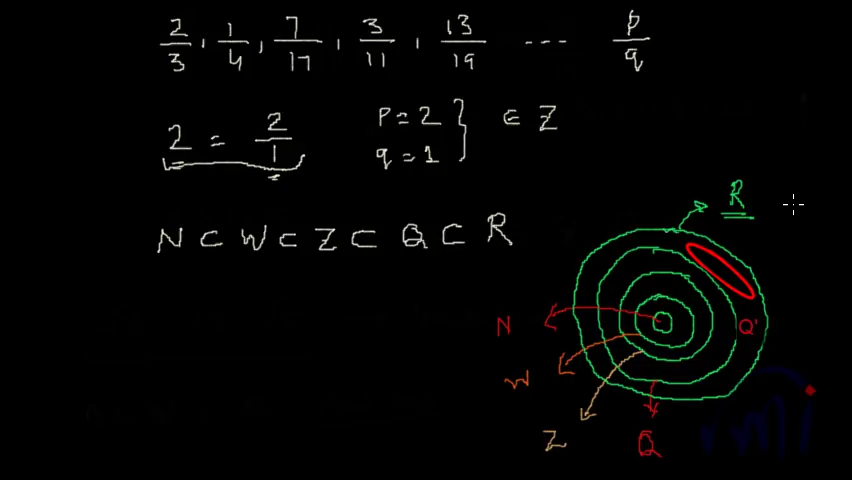 2/3, 1/4, 7/17, 3/11, 13/19 --- p/q
2 = 2/1 p = 2 q = 1 } ∈ Z
N ⊂ W ⊂ Z ⊂ Q ⊂ R
R
N
Q'
W
Z
Q